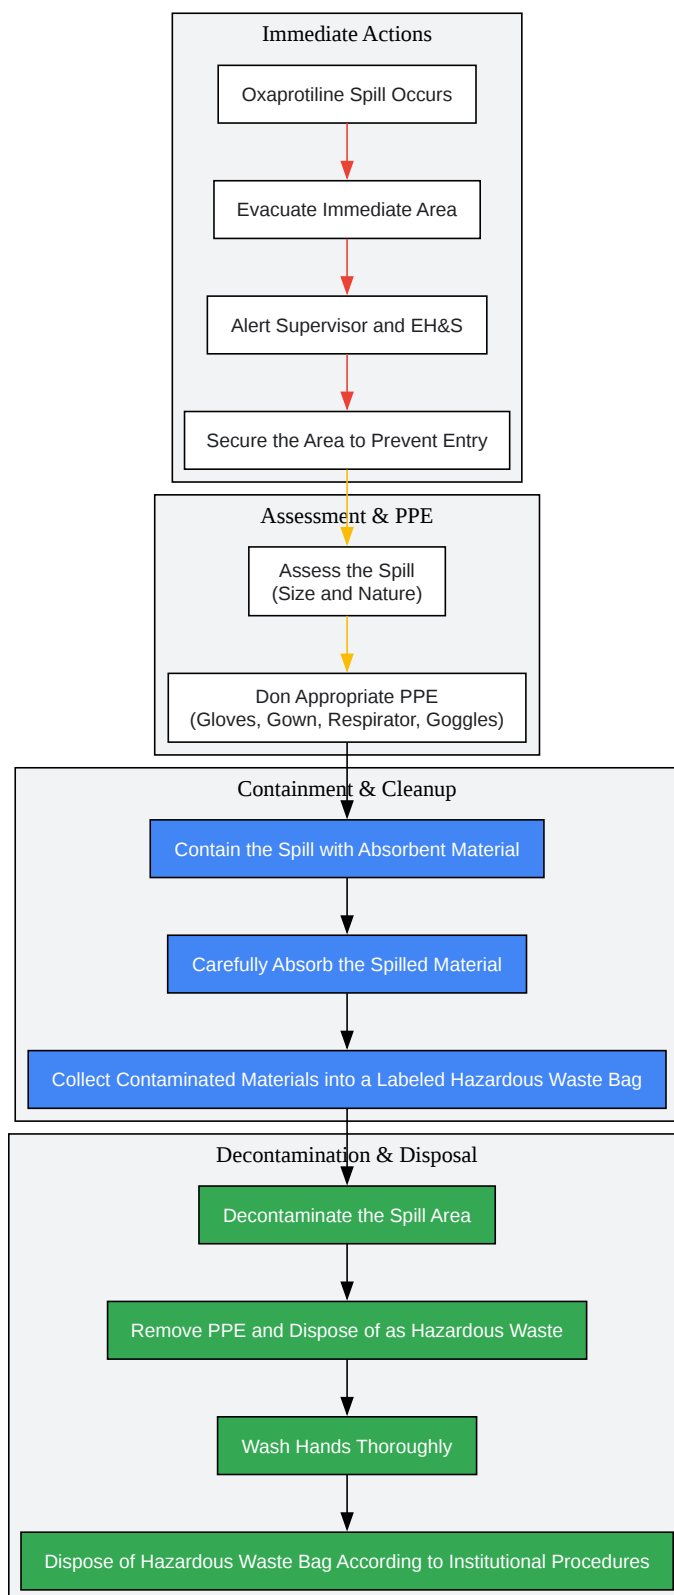 Immediate Actions
Oxaprotiline Spill Occurs
Evacuate Immediate Area
Alert Supervisor and EH&S
Secure the Area to Prevent Entry
Assessment & PPE
Assess the Spill
(Size and Nature)
Don Appropriate PPE
(Gloves, Gown, Respirator, Goggles)
Containment & Cleanup
Contain the Spill with Absorbent Material
Carefully Absorb the Spilled Material
Collect Contaminated Materials into a Labeled Hazardous Waste Bag
Decontamination & Disposal
Decontaminate the Spill Area
Remove PPE and Dispose of as Hazardous Waste
Wash Hands Thoroughly
Dispose of Hazardous Waste Bag According to Institutional Procedures